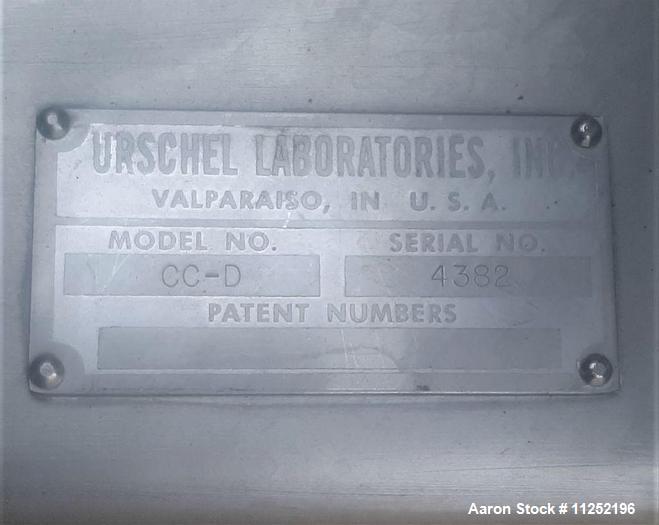 URSCHEL LABORATORIES, INC.
VALPARAISO, IN U.S.A.
MODEL NO. SERIAL NO.
CC-D 4382
PATENT NUMBERS
Aaron Stock # 11252196